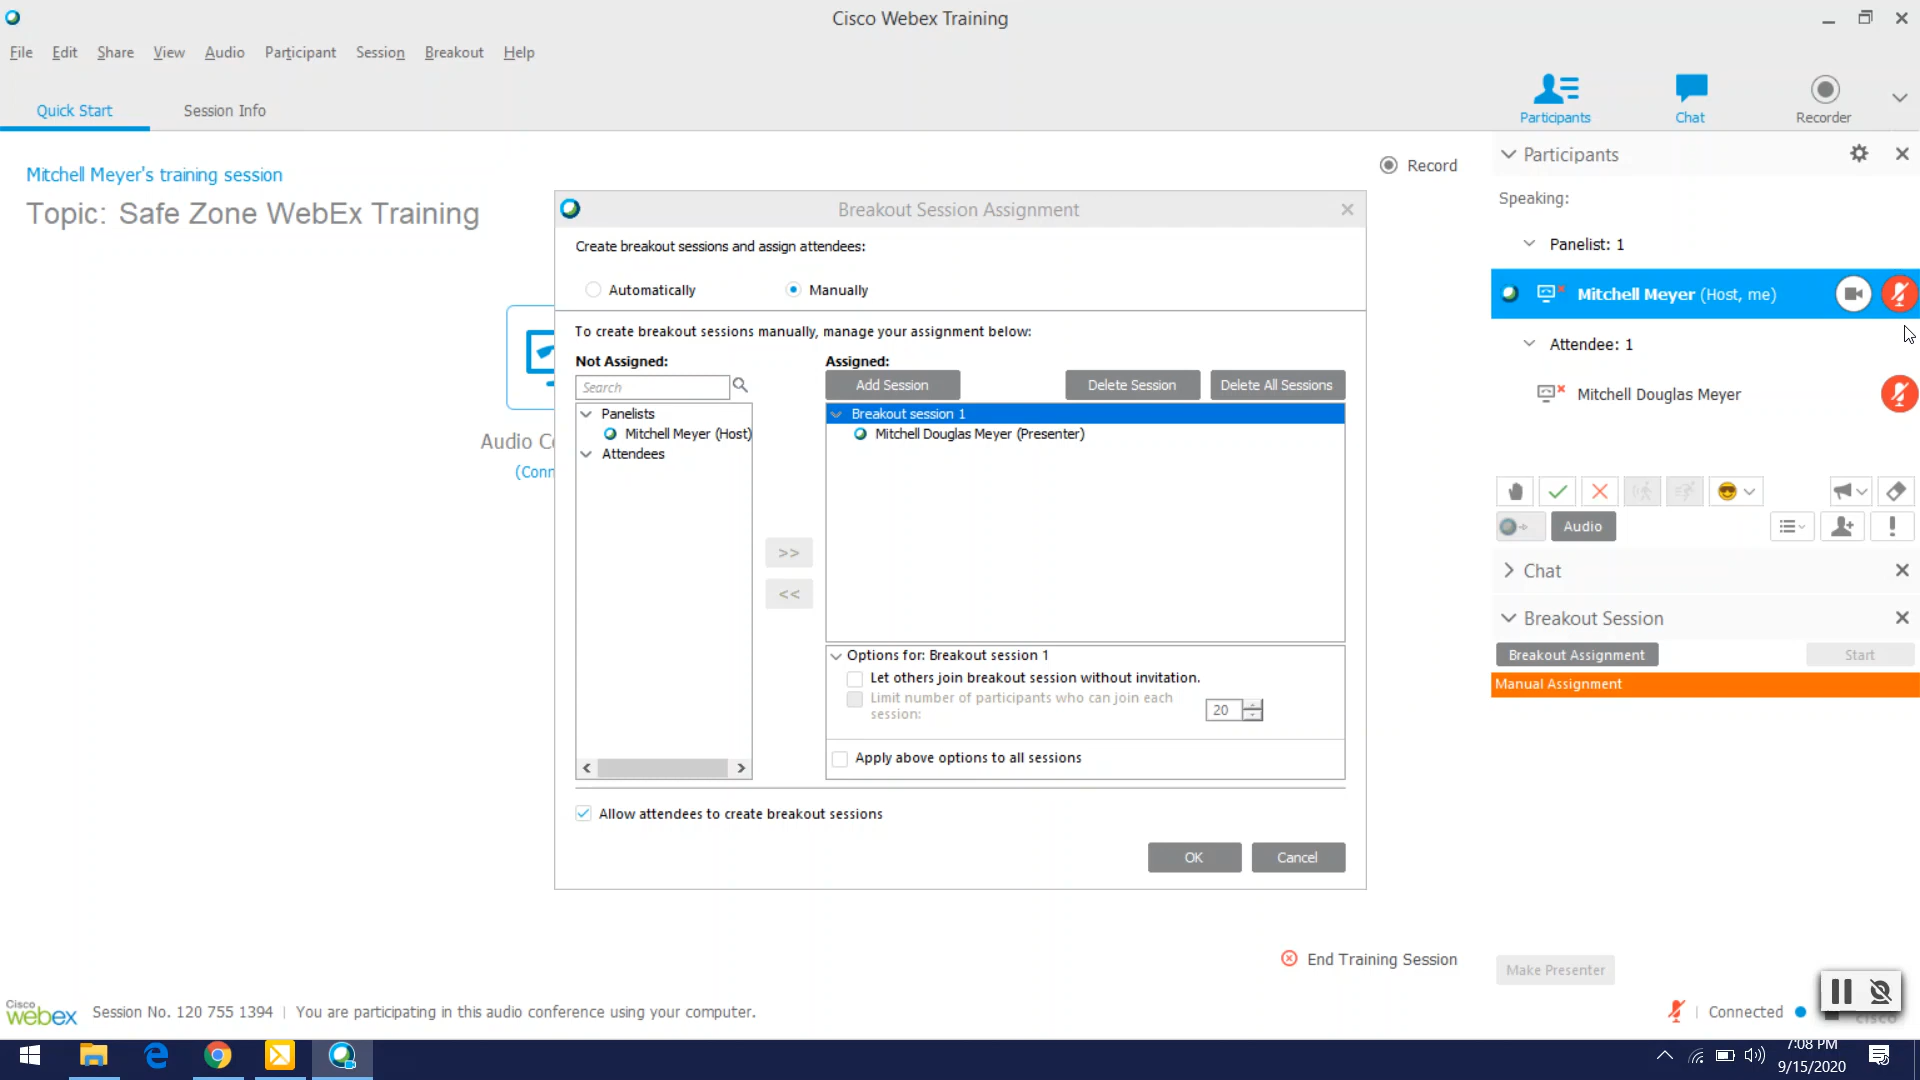 Cisco Webex Training
File Edit Share View Audio Participant Session Breakout Help
Quick Start Session Info
Participants Chat Recorder
Mitchell Meyer's training session
Topic: Safe Zone WebEx Training
Record
Audio Co
(Conn
Breakout Session Assignment
Create breakout sessions and assign attendees:
Automatically Manually
To create breakout sessions manually, manage your assignment below:
Not Assigned: Assigned:
Search
Add Session Delete Session Delete All Sessions
Panelists
Mitchell Meyer (Host)
Attendees
Breakout session 1
Mitchell Douglas Meyer (Presenter)
>>
<<
Options for: Breakout session 1
Let others join breakout session without invitation.
Limit number of participants who can join each
session:
20
Apply above options to all sessions
Allow attendees to create breakout sessions
OK Cancel
Participants
Speaking:
Panelist: 1
Mitchell Meyer (Host, me)
Attendee: 1
Mitchell Douglas Meyer
Audio
Chat
Breakout Session
Breakout Assignment Start
Manual Assignment
End Training Session
Make Presenter
Cisco
webex
Session No. 120 755 1394 | You are participating in this audio conference using your computer.
Connected
cisco
7:08 PM
9/15/2020